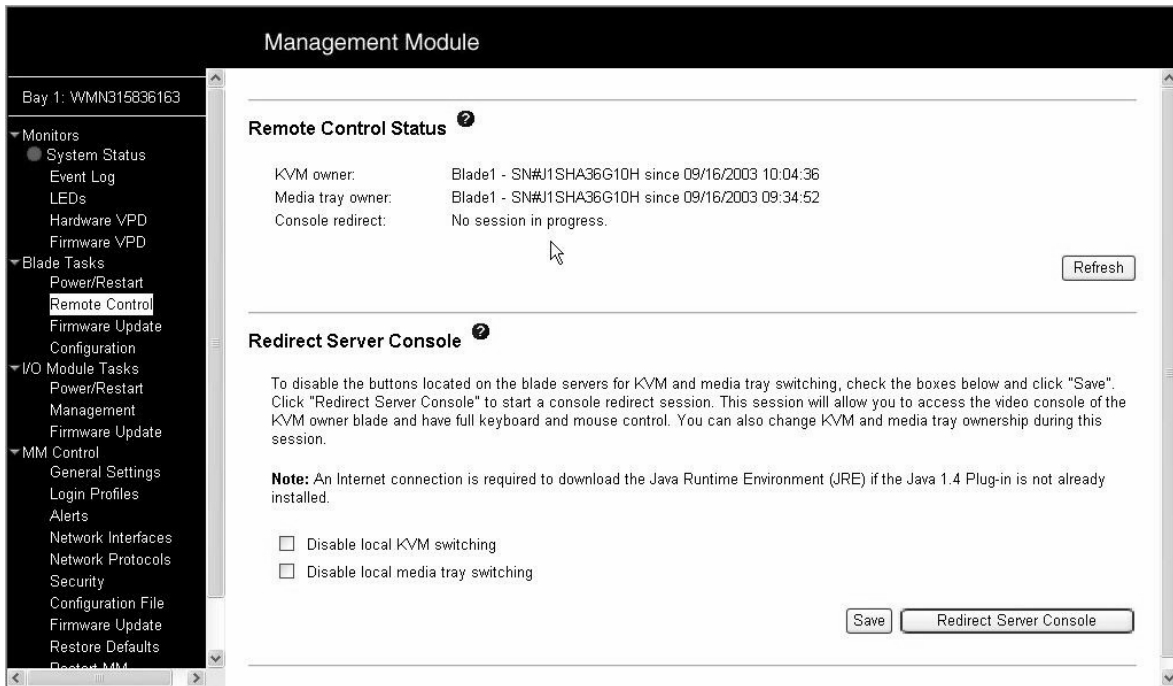 Management Module
Bay 1: WMN315836163
Monitors
System Status
Event Log
LEDs
Hardware VPD
Firmware VPD
Blade Tasks
Power/Restart
Remote Control
Firmware Update
Configuration
I/O Module Tasks
Power/Restart
Management
Firmware Update
MM Control
General Settings
Login Profiles
Alerts
Network Interfaces
Network Protocols
Security
Configuration File
Firmware Update
Restore Defaults
Restart MM
Remote Control Status ?
KVM owner: Blade1 - SN#J1SHA36G10H since 09/16/2003 10:04:36
Media tray owner: Blade1 - SN#J1SHA36G10H since 09/16/2003 09:34:52
Console redirect: No session in progress.
Refresh
Redirect Server Console ?
To disable the buttons located on the blade servers for KVM and media tray switching, check the boxes below and click "Save".
Click "Redirect Server Console" to start a console redirect session. This session will allow you to access the video console of the
KVM owner blade and have full keyboard and mouse control. You can also change KVM and media tray ownership during this
session.
Note: An Internet connection is required to download the Java Runtime Environment (JRE) if the Java 1.4 Plug-in is not already
installed.
Disable local KVM switching
Disable local media tray switching
Save Redirect Server Console